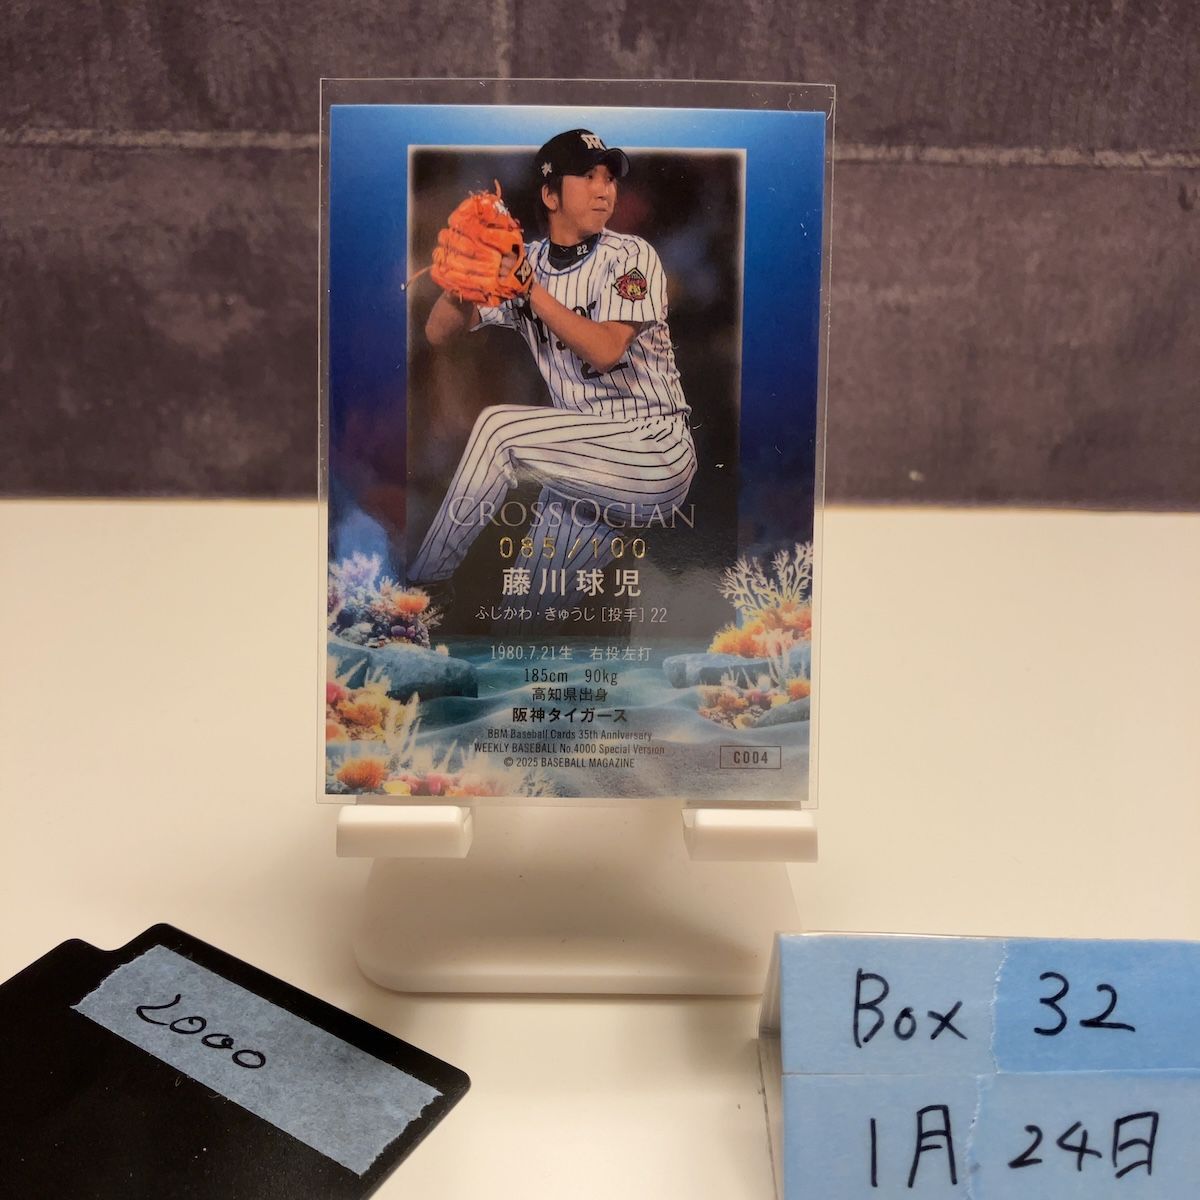 22
CROSS OCEAN
085/100
藤川球児
ふじかわ・きゅうじ [投手] 22
1980.7.21生 右投左打
185cm 90kg
高知県出身
阪神タイガース
BBM Baseball Cards 35th Anniversary
WEEKLY BASEBALL No.4000 Special Version
© 2025 BASEBALL MAGAZINE
C004
Box 32
1月 24日